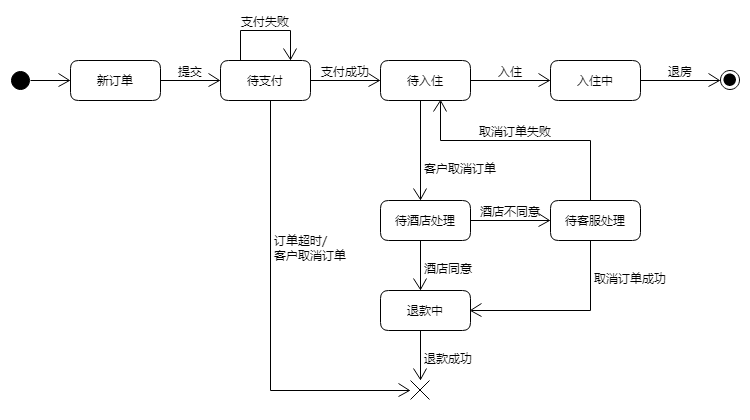 支付失败
新订单
提交
待支付
支付成功
待入住
入住
入住中
退房
取消订单失败
客户取消订单
待酒店处理
酒店不同意
待客服处理
订单超时/
客户取消订单
酒店同意
取消订单成功
退款中
退款成功